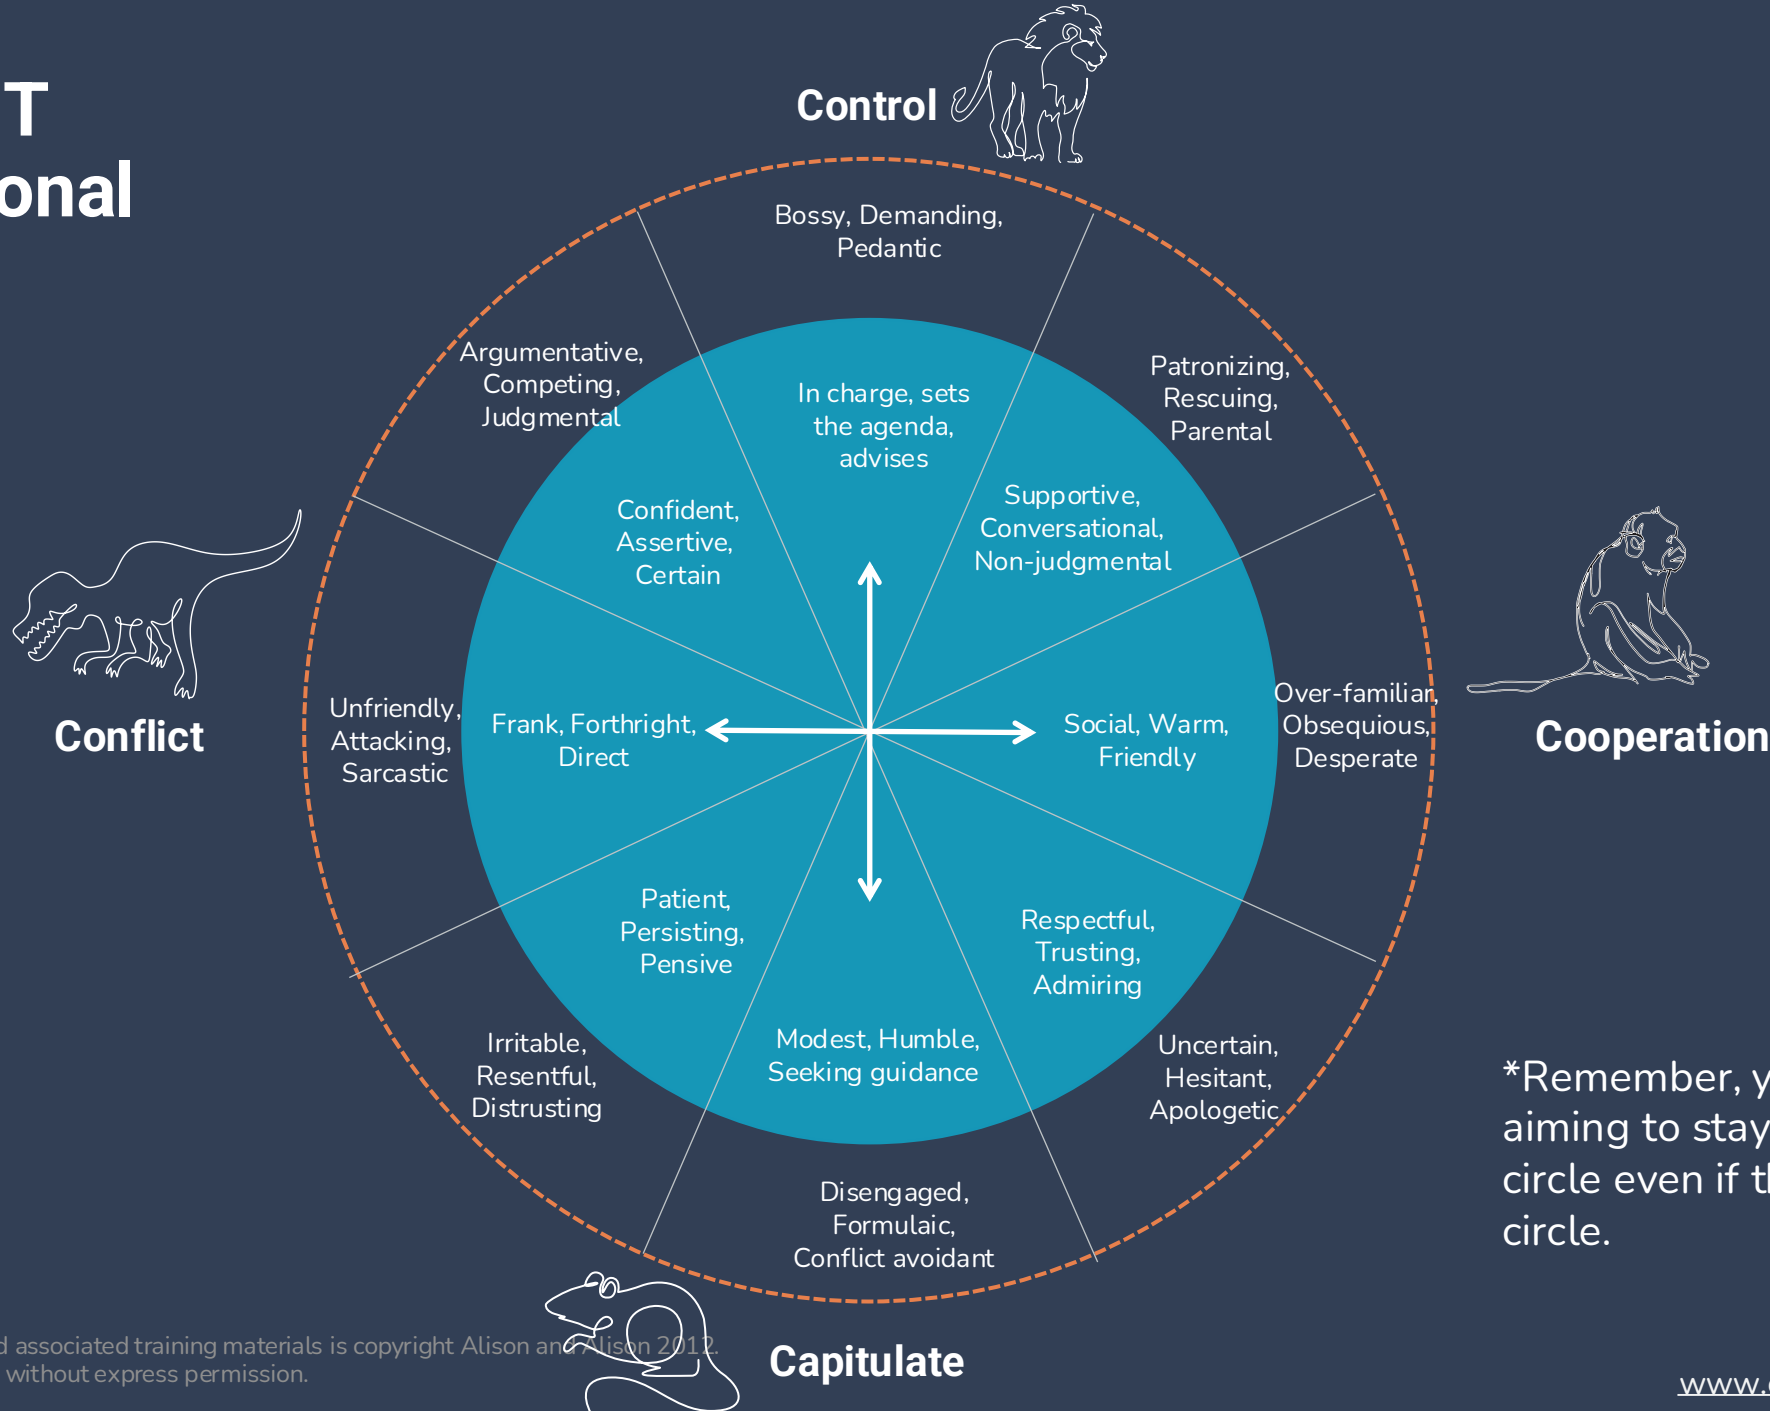 T
onal
Control
Bossy, Demanding,
Pedantic
Argumentative,
Competing,
Judgmental
Patronizing,
Rescuing,
Parental
In charge, sets
the agenda,
advises
Confident,
Assertive,
Certain
Supportive,
Conversational,
Non-judgmental
Conflict
Unfriendly,
Attacking,
Sarcastic
Frank, Forthright,
Direct
Social, Warm,
Friendly
Over-familiar,
Obsequious,
Desperate
Cooperation
Patient,
Persisting,
Pensive
Respectful,
Trusting,
Admiring
Irritable,
Resentful,
Distrusting
Modest, Humble,
Seeking guidance
Uncertain,
Hesitant,
Apologetic
Disengaged,
Formulaic,
Conflict avoidant
*Remember, y
aiming to stay
circle even if th
circle.
Capitulate
d associated training materials is copyright Alison and Alison 2012.
without express permission.
www.